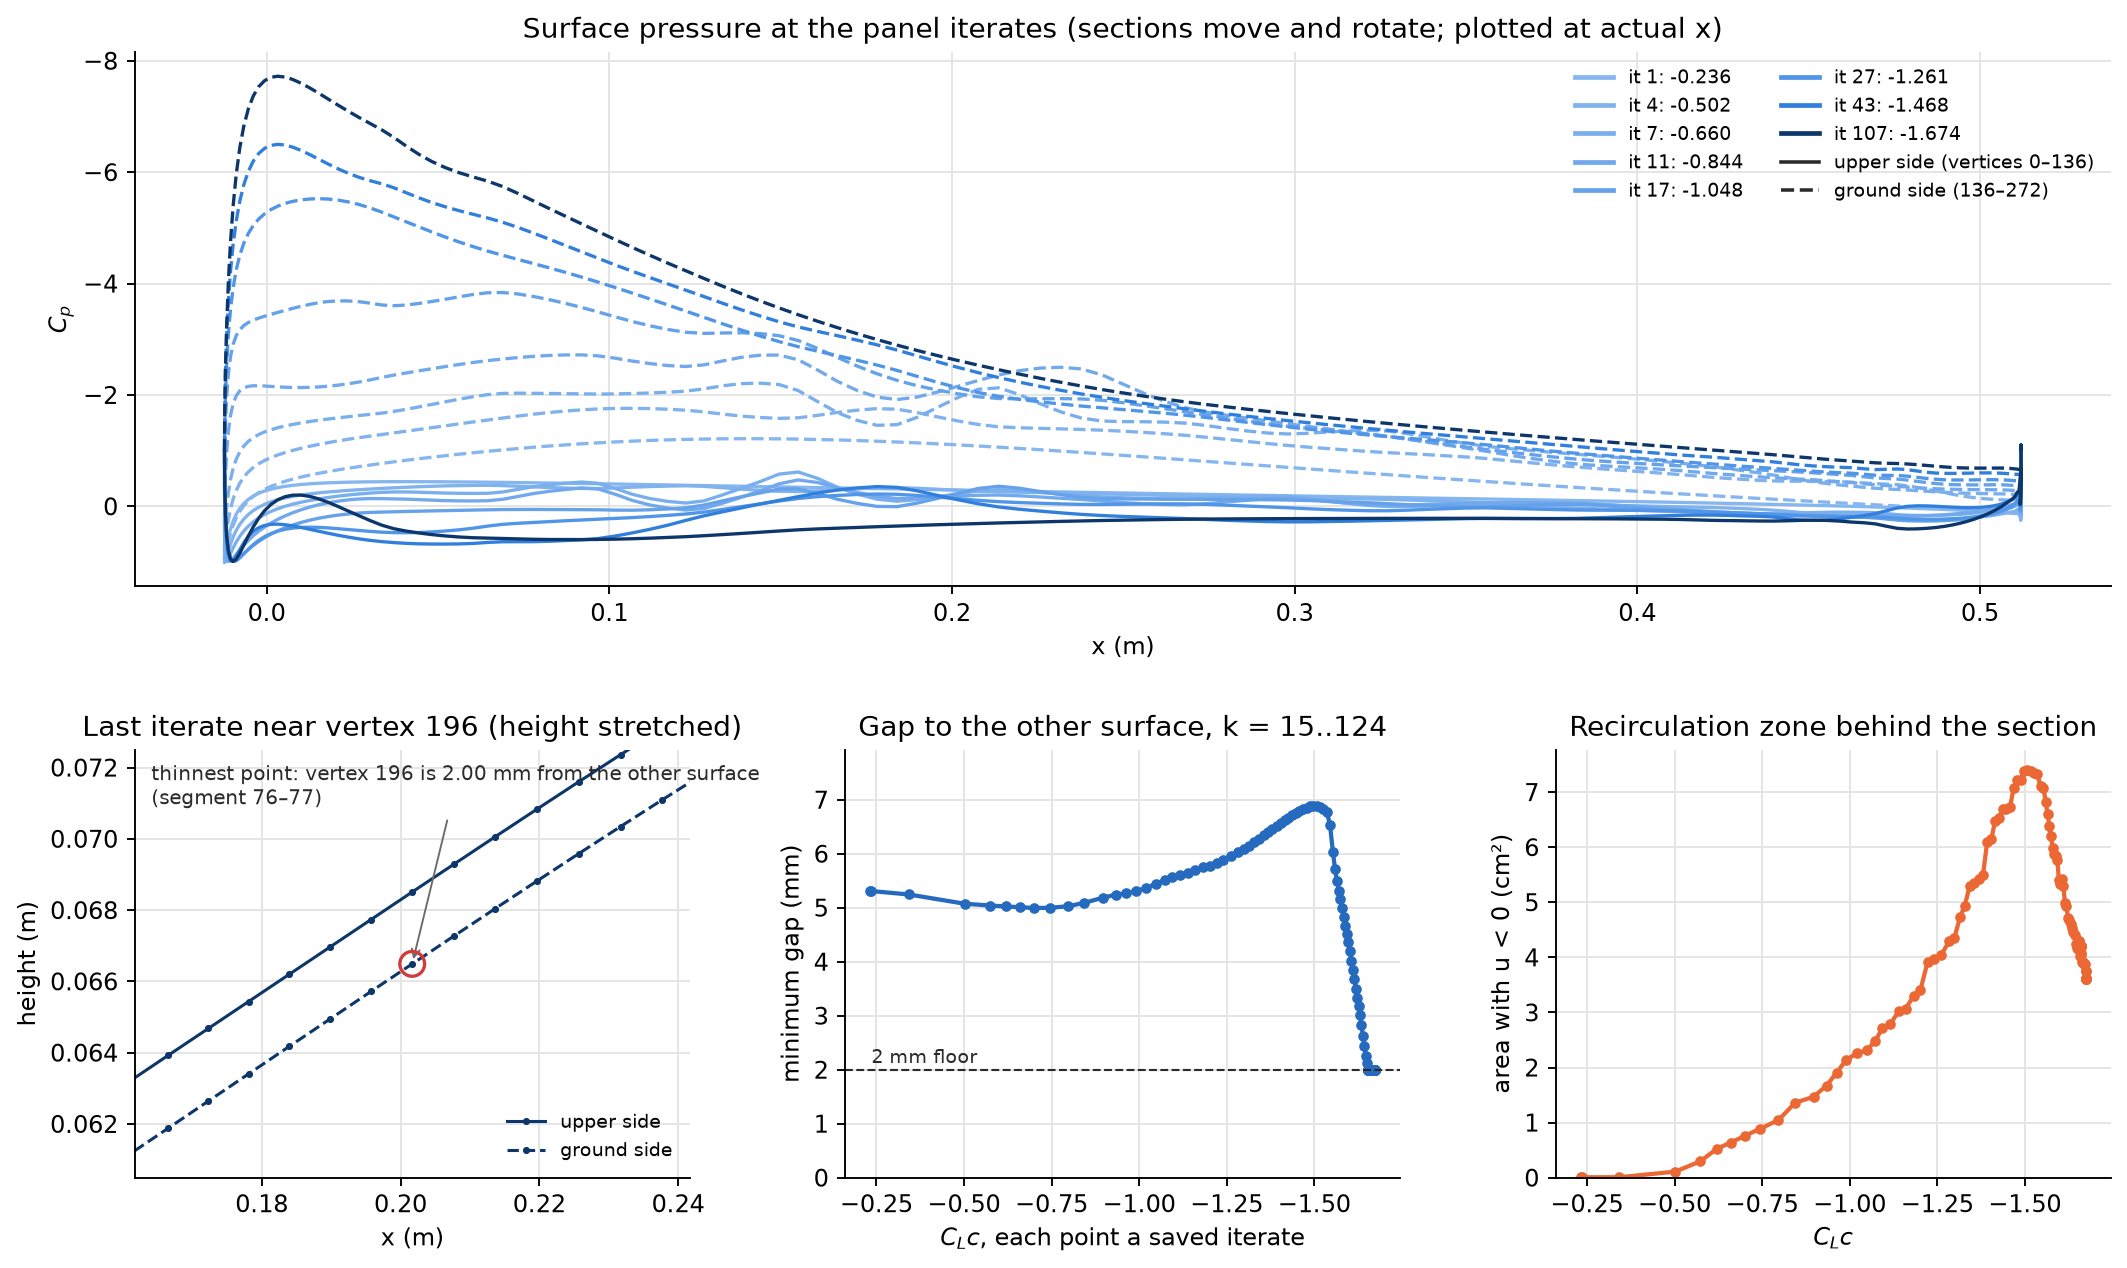 Surface pressure at the panel iterates (sections move and rotate; plotted at actual x)
−8
−6
−4
−2
0
Cp
it 1: -0.236
it 4: -0.502
it 7: -0.660
it 11: -0.844
it 17: -1.048
it 27: -1.261
it 43: -1.468
it 107: -1.674
upper side (vertices 0–136)
ground side (136–272)
0.0
0.1
0.2
0.3
0.4
0.5
x (m)
Last iterate near vertex 196 (height stretched)
thinnest point: vertex 196 is 2.00 mm from the other surface
(segment 76–77)
0.072
0.070
0.068
0.066
0.064
0.062
height (m)
upper side
ground side
0.18
0.20
0.22
0.24
x (m)
Gap to the other surface, k = 15..124
7
6
5
4
3
2
1
0
minimum gap (mm)
2 mm floor
−0.25
−0.50
−0.75
−1.00
−1.25
−1.50
CLc, each point a saved iterate
Recirculation zone behind the section
7
6
5
4
3
2
1
0
area with u < 0 (cm²)
−0.25
−0.50
−0.75
−1.00
−1.25
−1.50
CLc